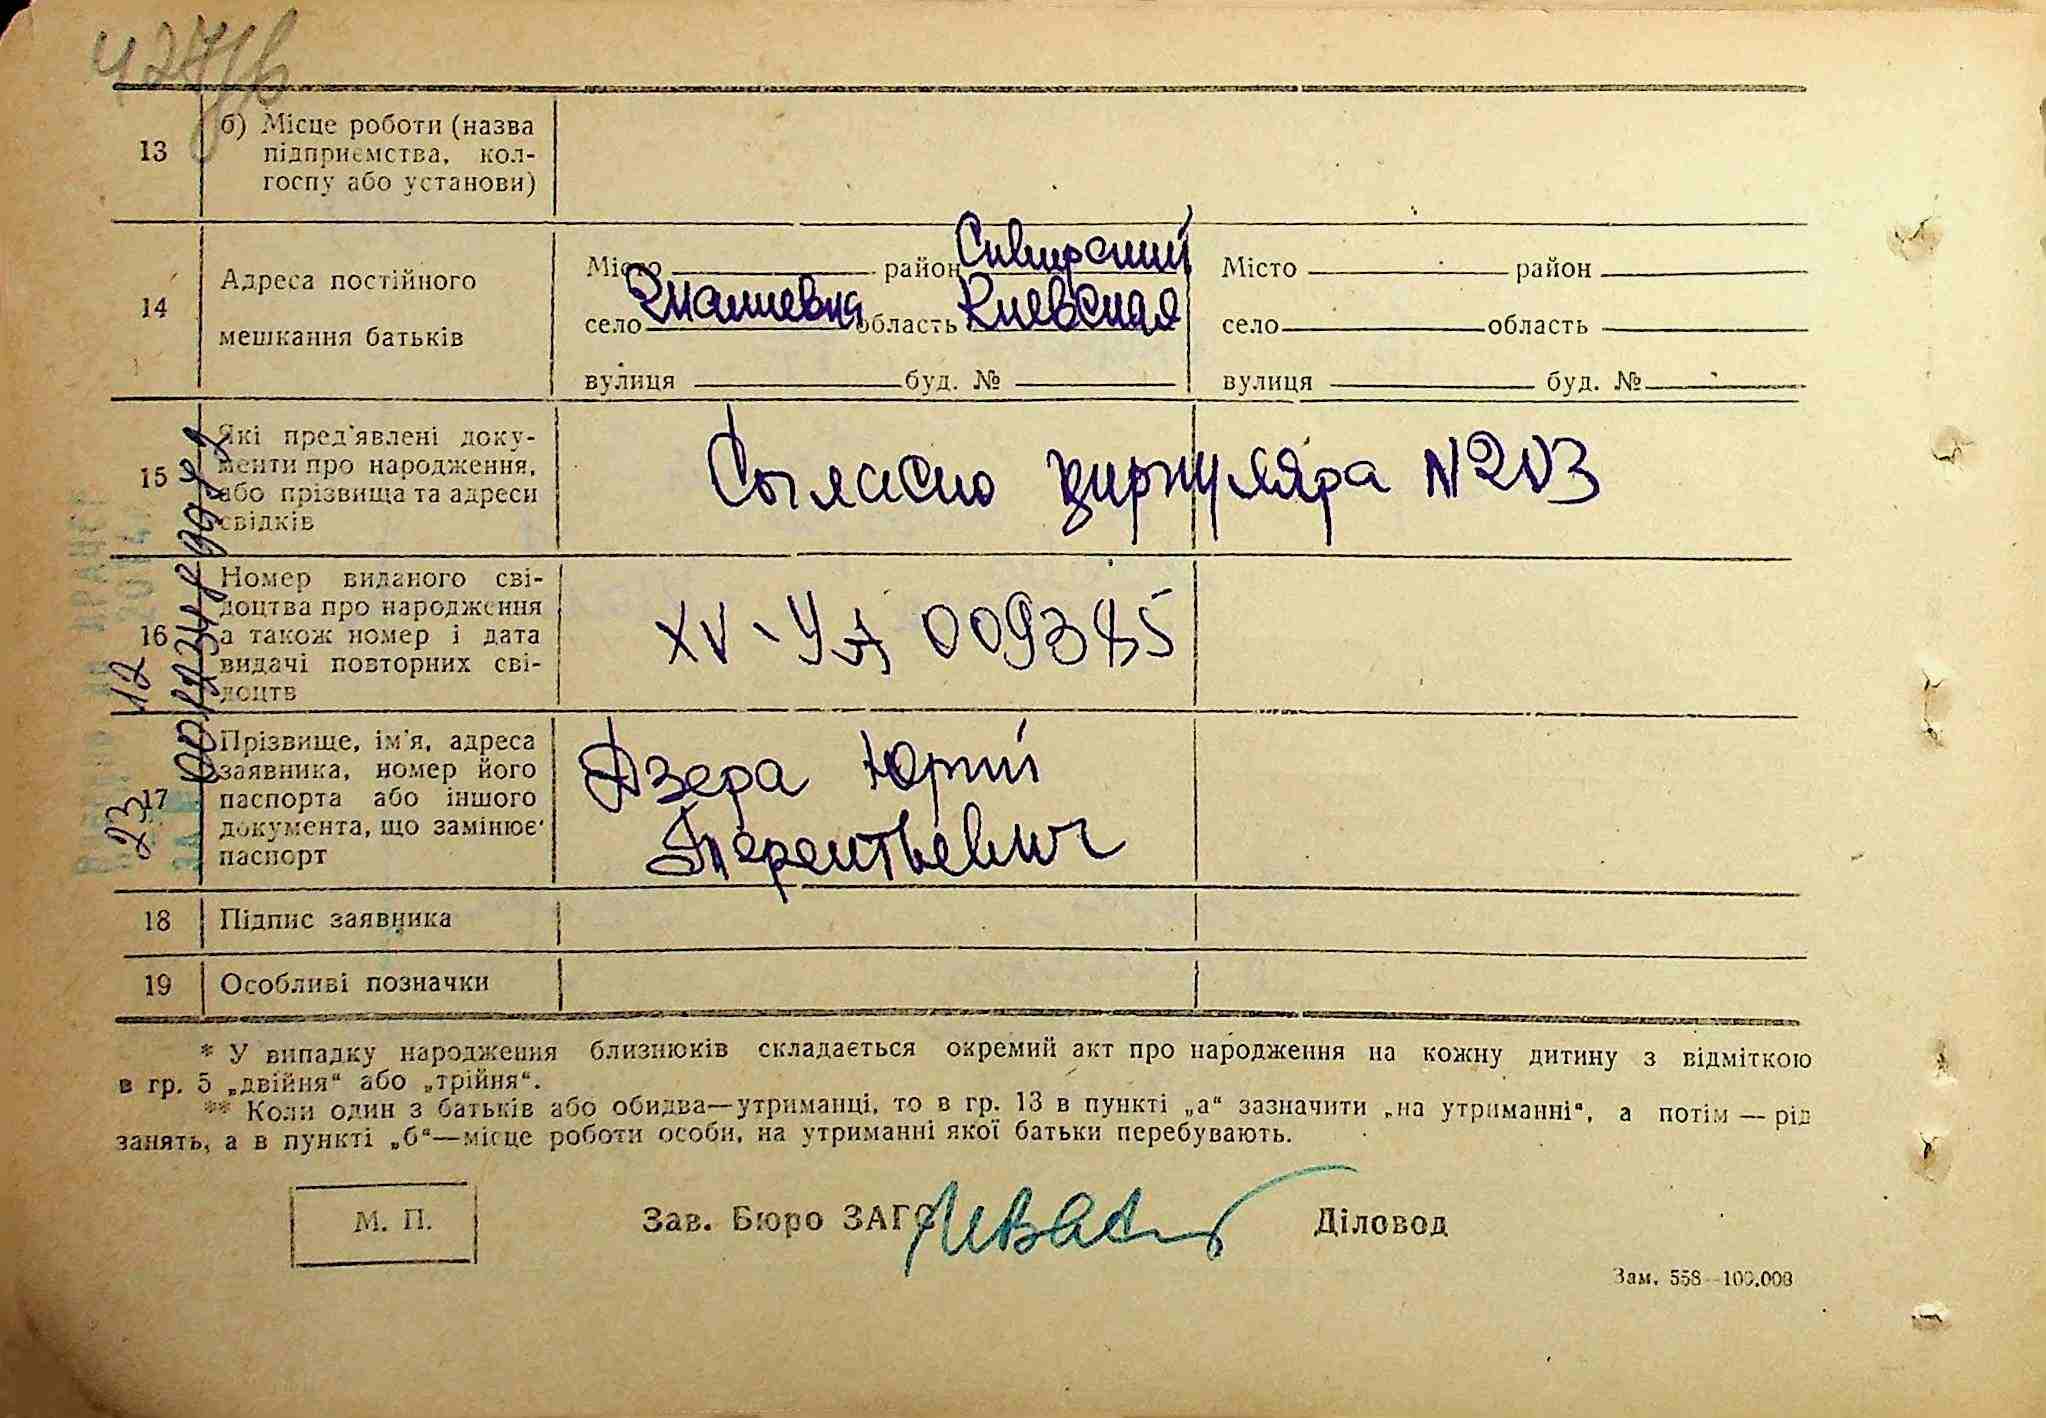 13
б) Місце роботи (назва
підприємства, кол-
госпу або установи)
14
Адреса постійного
мешкання батьків
Місто район Сквирский
село область Киевская
вулиця буд. №
Місто район
село область
вулиця буд. №
15
Які пред'явлені доку-
менти про народження,
або прізвища та адреси
свідків
Согласно циркуляра №203
16
Номер виданого сві-
доцтва про народження
а також номер і дата
видачі повторних сві-
доцтв
XV-УА 009385
17
Прізвище, ім'я, адреса
заявника, номер його
паспорта або іншого
документа, що замінює
паспорт
Дзера Юрий
Терентьевич
18
Підпис заявника
19
Особливі позначки
* У випадку народження близнюків складається окремий акт про народження на кожну дитину з відміткою
в гр. 5 „двійня“ або „трійня“.
** Коли один з батьків або обидва—утриманці, то в гр. 13 в пункті „а“ зазначити „на утриманні“, а потім — рід
занять, а в пункті „б“—місце роботи особи, на утриманні якої батьки перебувають.
М. П.
Зав. Бюро ЗАГС
Діловод
Зам. 558—100.000